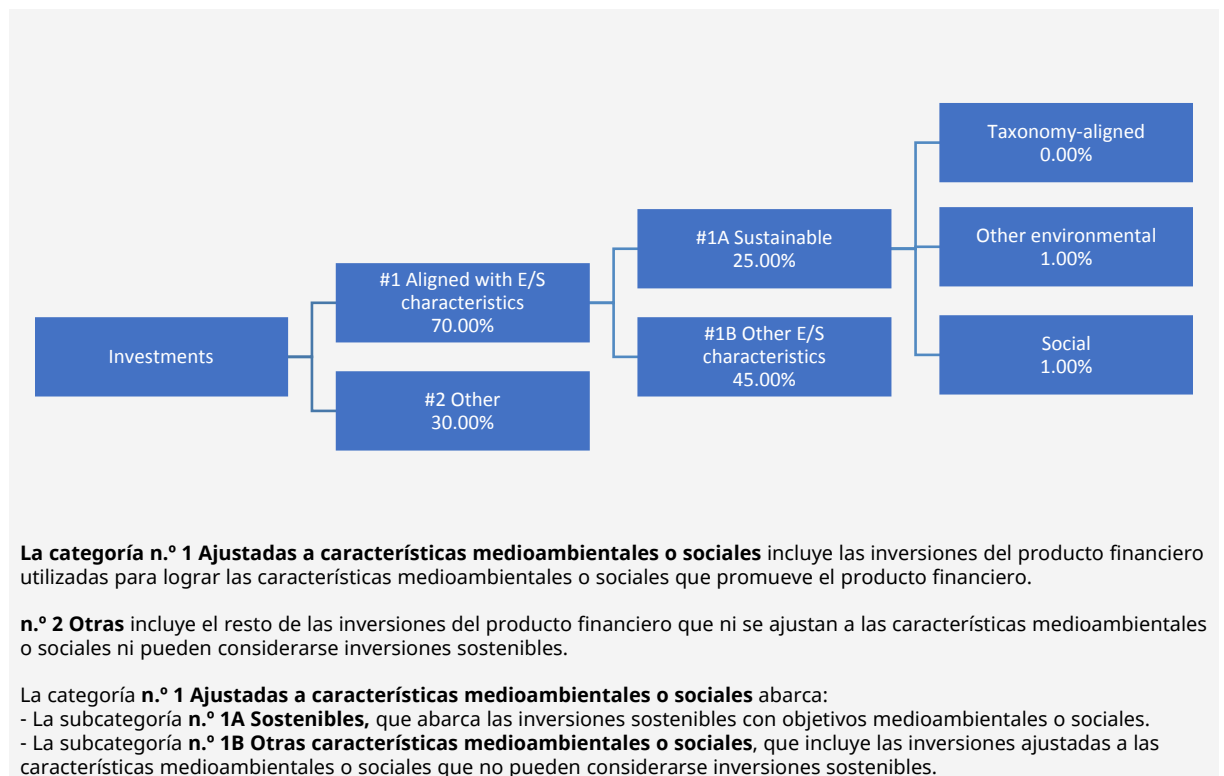 Investments
#1 Aligned with E/S
characteristics
70.00%
#2 Other
30.00%
#1A Sustainable
25.00%
#1B Other E/S
characteristics
45.00%
Taxonomy-aligned
0.00%
Other environmental
1.00%
Social
1.00%
La categoría n.º 1 Ajustadas a características medioambientales o sociales incluye las inversiones del producto financiero
utilizadas para lograr las características medioambientales o sociales que promueve el producto financiero.
n.º 2 Otras incluye el resto de las inversiones del producto financiero que ni se ajustan a las características medioambientales
o sociales ni pueden considerarse inversiones sostenibles.
La categoría n.º 1 Ajustadas a características medioambientales o sociales abarca:
- La subcategoría n.º 1A Sostenibles, que abarca las inversiones sostenibles con objetivos medioambientales o sociales.
- La subcategoría n.º 1B Otras características medioambientales o sociales, que incluye las inversiones ajustadas a las
características medioambientales o sociales que no pueden considerarse inversiones sostenibles.